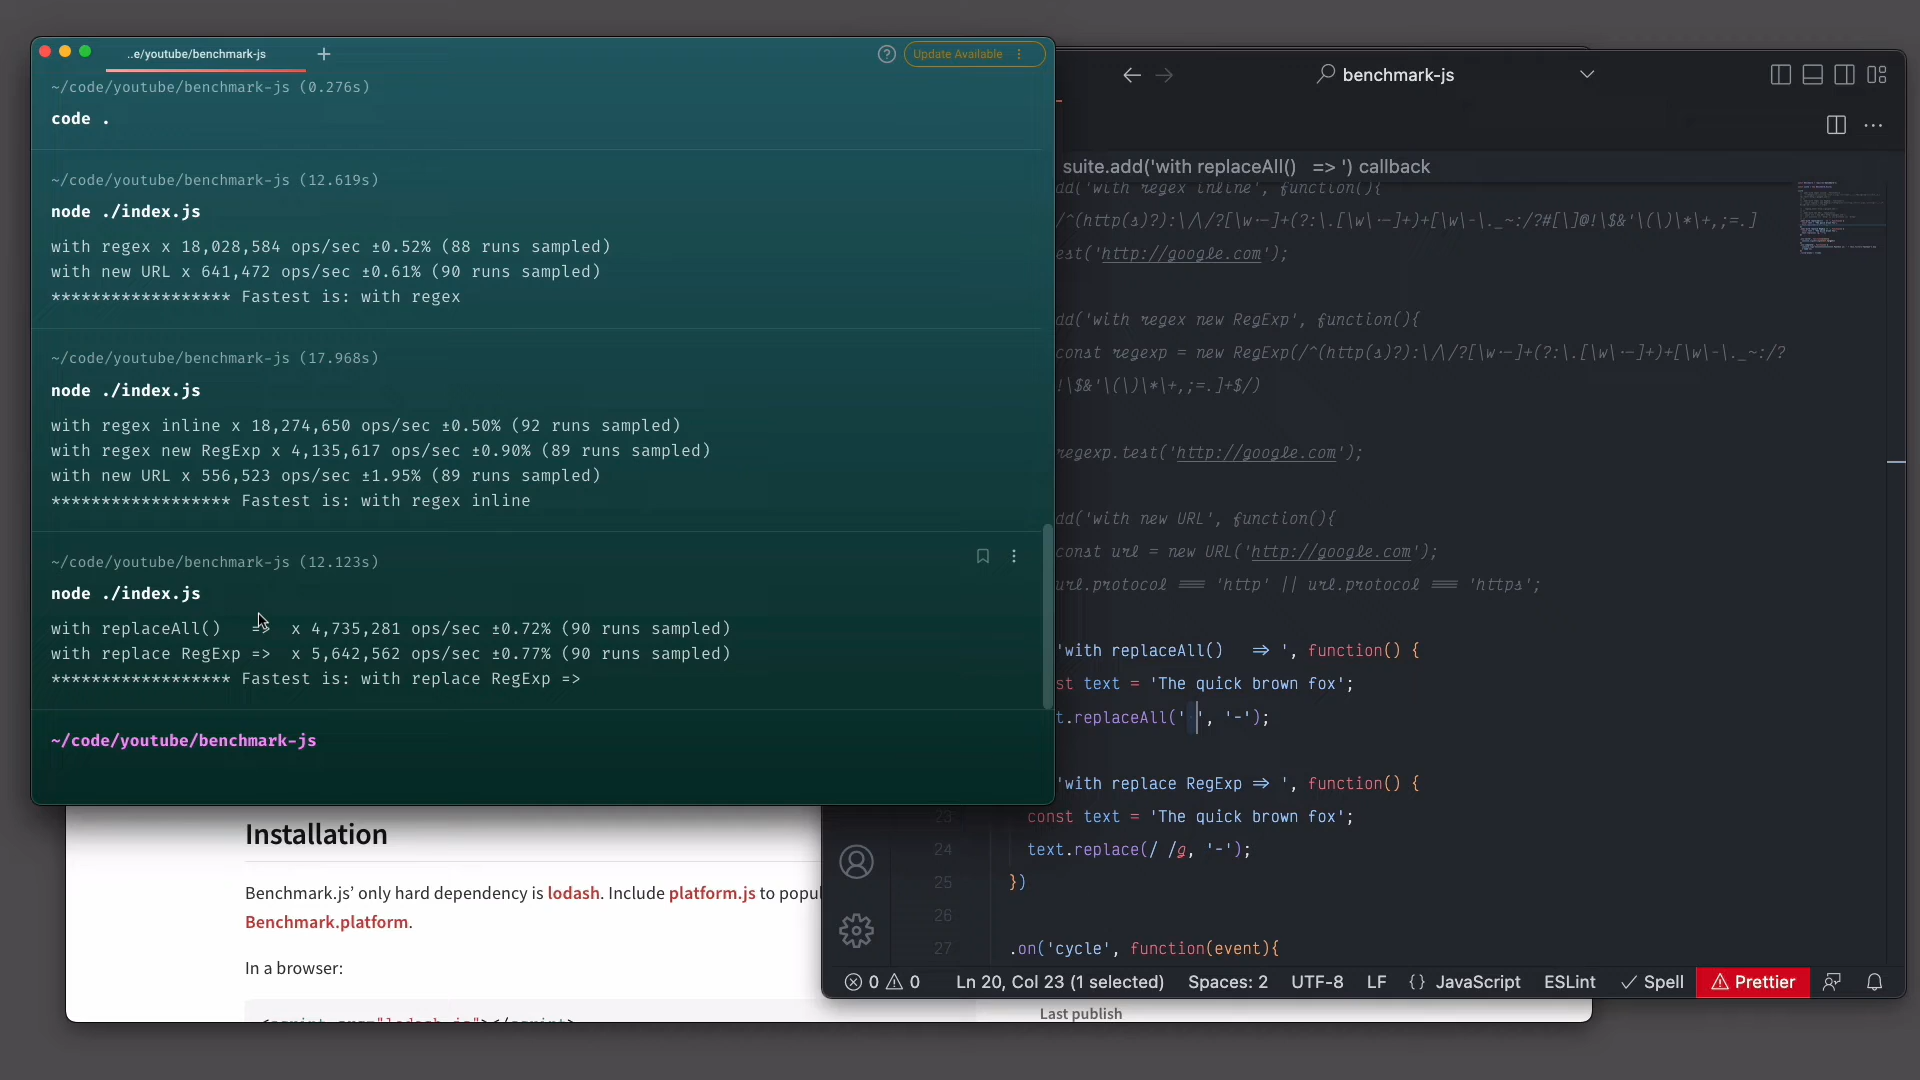 ..e/youtube/benchmark-js
Update Available
~/code/youtube/benchmark-js (0.276s)
code .
~/code/youtube/benchmark-js (12.619s)
node ./index.js
with regex x 18,028,584 ops/sec ±0.52% (88 runs sampled)
with new URL x 641,472 ops/sec ±0.61% (90 runs sampled)
****************** Fastest is: with regex
~/code/youtube/benchmark-js (17.968s)
node ./index.js
with regex inline x 18,274,650 ops/sec ±0.50% (92 runs sampled)
with regex new RegExp x 4,135,617 ops/sec ±0.90% (89 runs sampled)
with new URL x 556,523 ops/sec ±1.95% (89 runs sampled)
****************** Fastest is: with regex inline
~/code/youtube/benchmark-js (12.123s)
node ./index.js
with replaceAll()   =>  x 4,735,281 ops/sec ±0.72% (90 runs sampled)
with replace RegExp =>  x 5,642,562 ops/sec ±0.77% (90 runs sampled)
****************** Fastest is: with replace RegExp =>
~/code/youtube/benchmark-js
benchmark-js
suite.add('with replaceAll()   => ') callback
dd('with regex inline', function(){
/^(http(s)?):\/\/?[\w.-]+(?:\.[\w\.-]+)+[\w\-\._~:/?#[\]@!\$&'\(\)\*\+,;=.]
est('http://google.com');
dd('with regex new RegExp', function(){
const regexp = new RegExp(/^(http(s)?):\/\/?[\w.-]+(?:\.[\w\.-]+)+[\w\-\._~:/?
!\$&'\(\)\*\+,;=.]+$/)
regexp.test('http://google.com');
dd('with new URL', function(){
const url = new URL('http://google.com');
url.protocol === 'http' || url.protocol === 'https';
'with replaceAll()   => ', function() {
st text = 'The quick brown fox';
t.replaceAll(' ', '-');
'with replace RegExp => ', function() {
23 const text = 'The quick brown fox';
24 text.replace(/ /g, '-');
25 })
26
27 .on('cycle', function(event){
0 0 Ln 20, Col 23 (1 selected) Spaces: 2 UTF-8 LF {} JavaScript ESLint Spell Prettier
Installation
Benchmark.js’ only hard dependency is lodash. Include platform.js to popul
Benchmark.platform.
In a browser:
Last publish